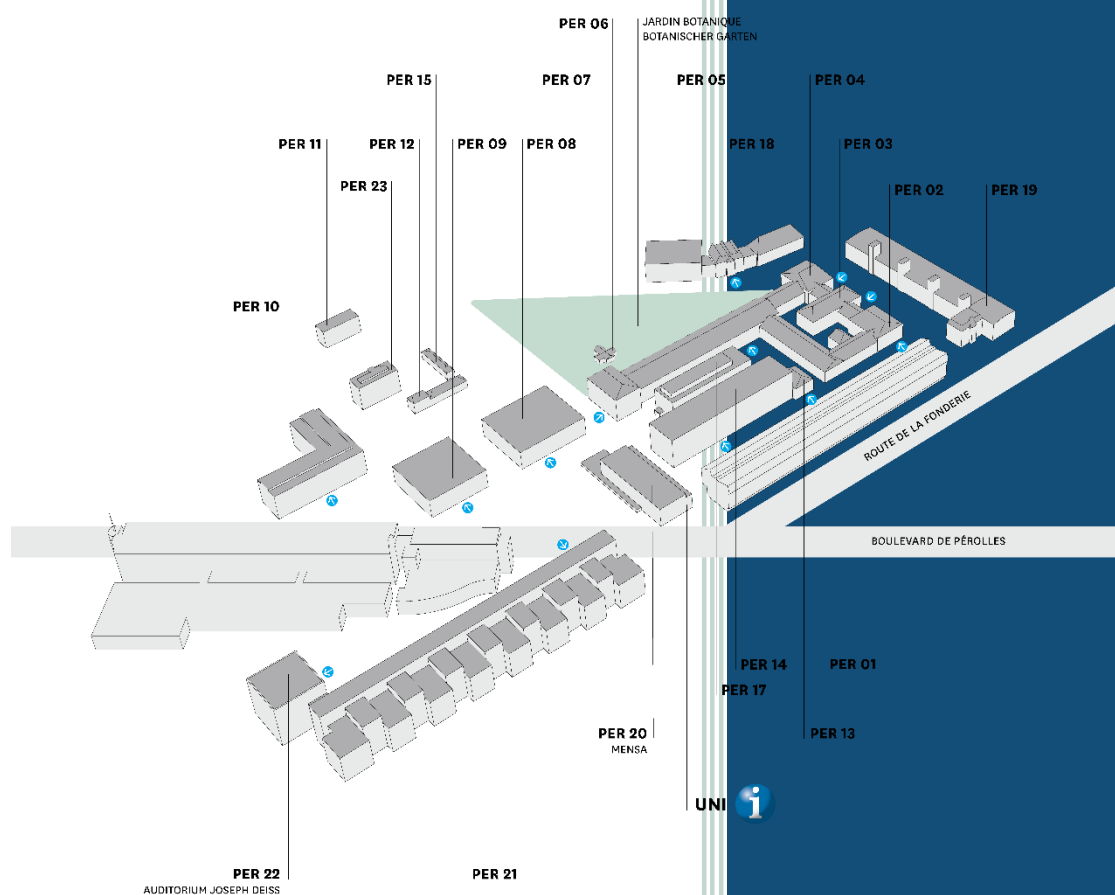 PER 06
JARDIN BOTANIQUE
BOTANISCHER GARTEN
PER 15
PER 07
PER 05
PER 04
PER 11
PER 12
PER 09
PER 08
PER 18
PER 03
PER 23
PER 02
PER 19
PER 10
ROUTE DE LA FONDERIE
BOULEVARD DE PÉROLLES
PER 14
PER 01
PER 17
PER 20
MENSA
PER 13
UNI i
PER 22
AUDITORIUM JOSEPH DEISS
PER 21